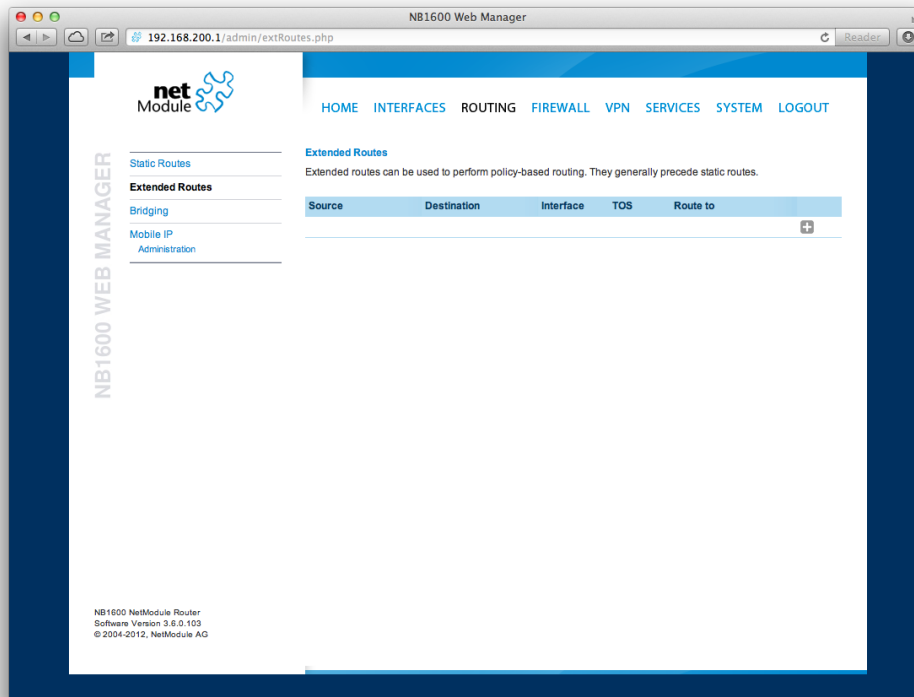 NB1600 Web Manager
192.168.200.1/admin/extRoutes.php
Reader
net
Module
HOME INTERFACES ROUTING FIREWALL VPN SERVICES SYSTEM LOGOUT
NB1600 WEB MANAGER
Static Routes
Extended Routes
Bridging
Mobile IP
Administration
Extended Routes
Extended routes can be used to perform policy-based routing. They generally precede static routes.
Source Destination Interface TOS Route to
NB1600 NetModule Router
Software Version 3.6.0.103
© 2004-2012, NetModule AG